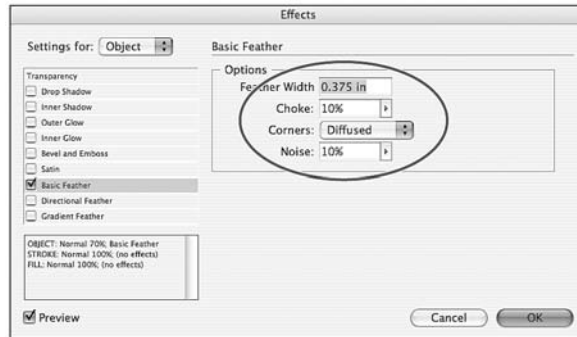 Effects
Settings for: Object
Basic Feather
Transparency
Drop Shadow
Inner Shadow
Outer Glow
Inner Glow
Bevel and Emboss
Satin
Basic Feather
Directional Feather
Gradient Feather
OBJECT: Normal 70%; Basic Feather
STROKE: Normal 100%; (no effects)
FILL: Normal 100%; (no effects)
Preview
Options
Feather Width 0.375 in
Choke: 10%
Corners: Diffused
Noise: 10%
Cancel
OK